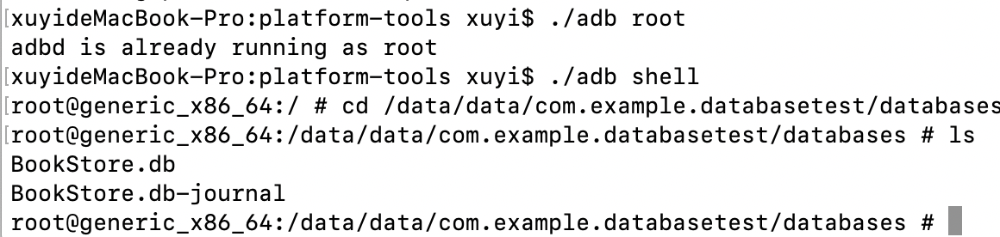 [xuyideMacBook-Pro:platform-tools xuyi$ ./adb root
adbd is already running as root
[xuyideMacBook-Pro:platform-tools xuyi$ ./adb shell
[root@generic_x86_64:/ # cd /data/data/com.example.databasetest/databases
[root@generic_x86_64:/data/data/com.example.databasetest/databases # ls
BookStore.db
BookStore.db-journal
root@generic_x86_64:/data/data/com.example.databasetest/databases #